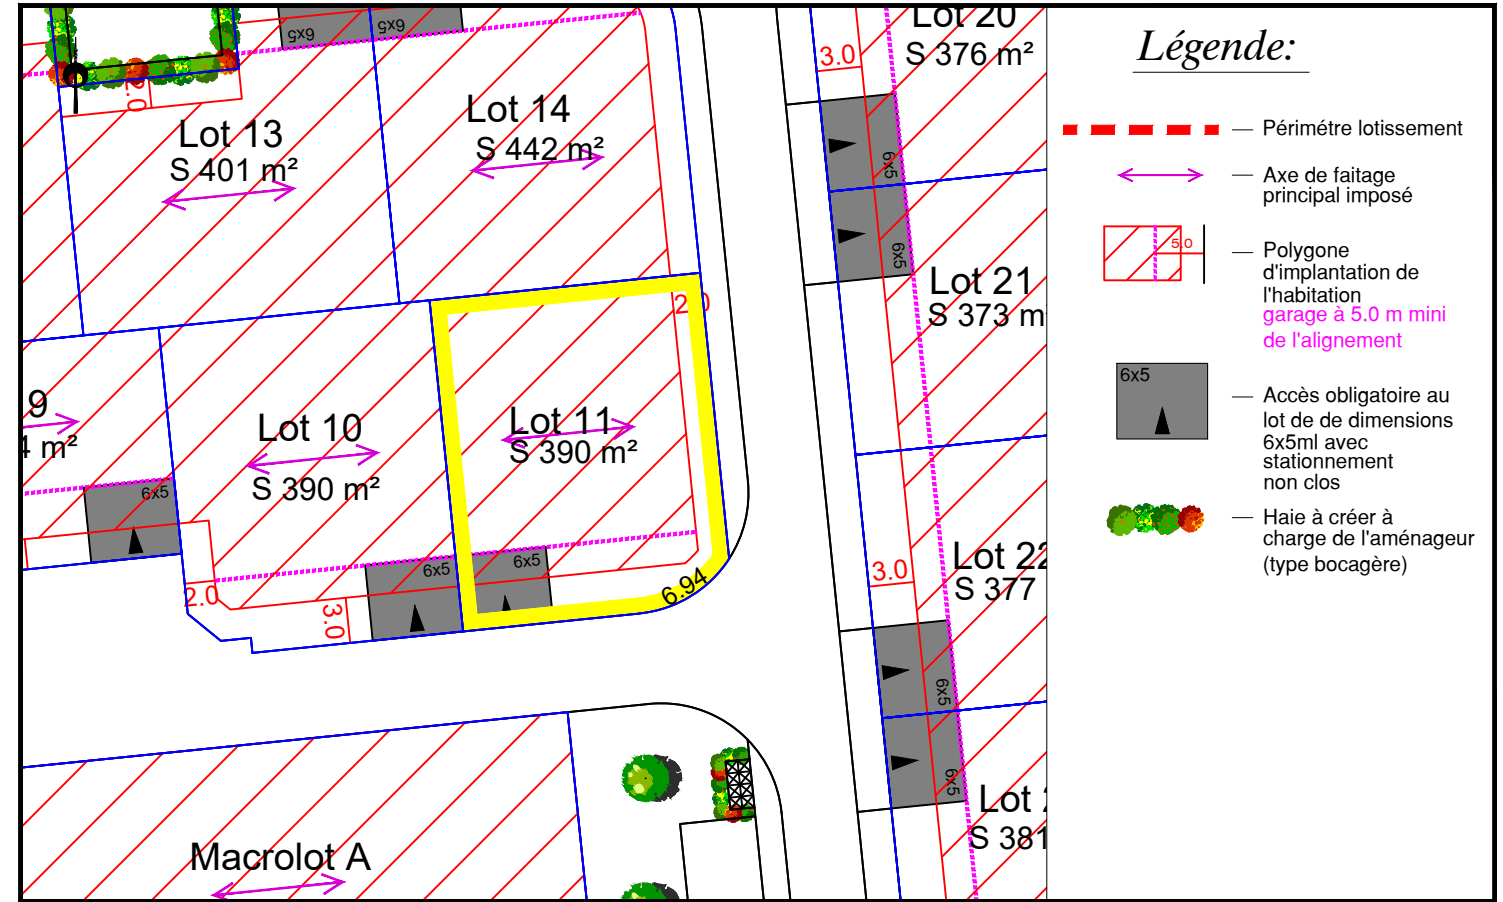 Légende:
Périmétre lotissement
Axe de faitage
principal imposé
5.0
Polygone
d'implantation de
l'habitation
garage à 5.0 m mini
de l'alignement
6x5
Accès obligatoire au
lot de de dimensions
6x5ml avec
stationnement
non clos
Haie à créer à
charge de l'aménageur
(type bocagère)
6x5
6x5
2.0
Lot 13
S 401 m²
Lot 14
S 442 m²
Lot 20
S 376 m²
3.0
6x5
6x5
Lot 21
S 373 m
2.0
9
m²
6x5
Lot 10
S 390 m²
Lot 11
S 390 m²
6x5
6x5
2.0
3.0
6.94
3.0
Lot 22
S 377
6x5
6x5
Lot
S 381
Macrolot A